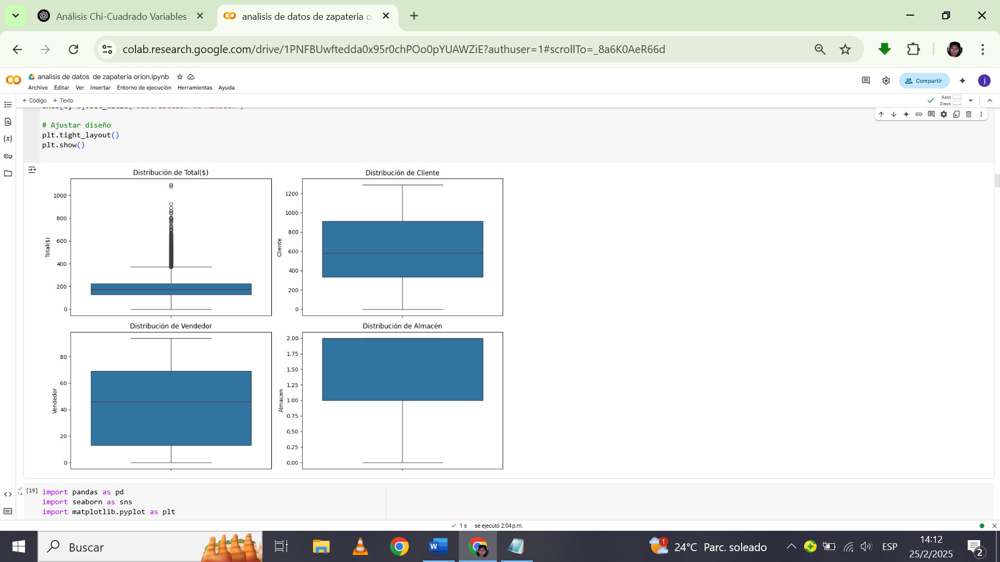 Análisis Chi-Cuadrado Variables
analisis de datos de zapateria o
colab.research.google.com/drive/1PNFBUwftedda0x95r0chPOo0pYUAWZiE?authuser=1#scrollTo=_8a6K0AeR66d
analisis de datos de zapateria orion.ipynb
Archivo Editar Ver Insertar Entorno de ejecución Herramientas Ayuda
Compartir
j
+ Código + Texto
RAM
Disco
# Ajustar diseño
plt.tight_layout()
plt.show()
Distribución de Total($)
1000
800
600
400
200
0
Total($)
Distribución de Cliente
1200
1000
800
600
400
200
0
Cliente
Distribución de Vendedor
80
60
40
20
0
Vendedor
Distribución de Almacén
2.00
1.75
1.50
1.25
1.00
0.75
0.50
0.25
0.00
Almacen
[19] import pandas as pd
1 s
import seaborn as sns
import matplotlib.pyplot as plt
1 s se ejecutó 2:04 p.m.
Buscar
W
1
24°C Parc. soleado
ESP
14:12
25/2/2025
2